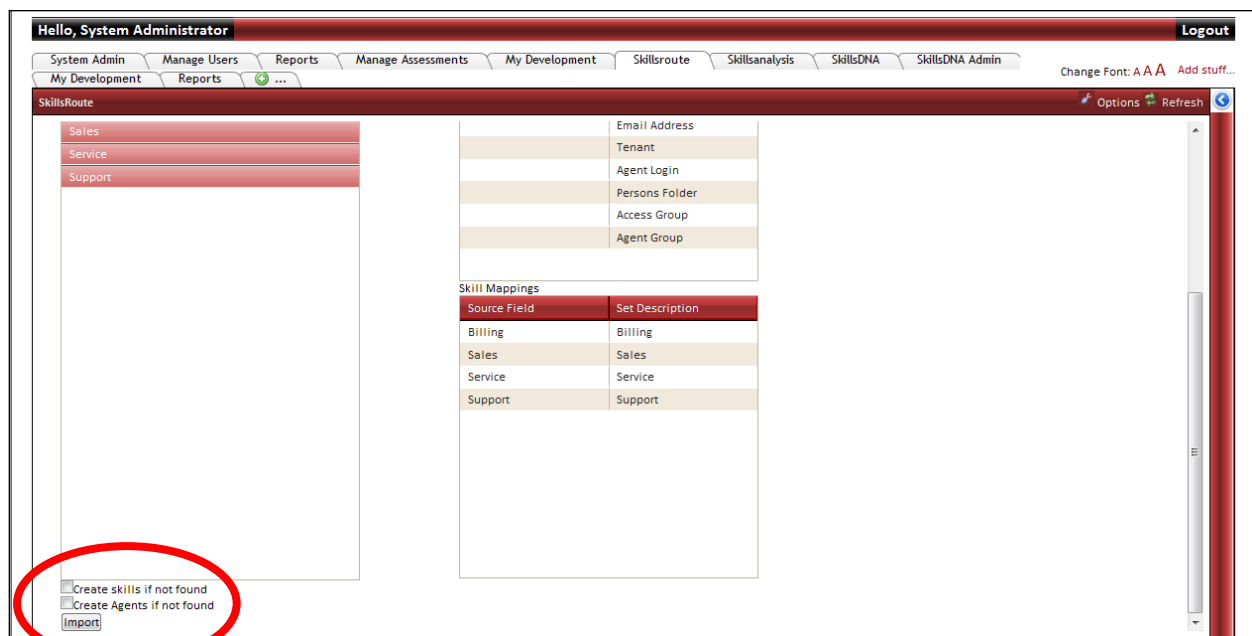 Hello, System Administrator Logout
System Admin Manage Users Reports Manage Assessments My Development Skillsroute Skillsanalysis SkillsDNA SkillsDNA Admin
Change Font: A A A Add stuff...
My Development Reports ...
SkillsRoute Options Refresh
Sales
Service
Support
Email Address
Tenant
Agent Login
Persons Folder
Access Group
Agent Group
Skill Mappings
Source Field Set Description
Billing Billing
Sales Sales
Service Service
Support Support
Create skills if not found
Create Agents if not found
Import